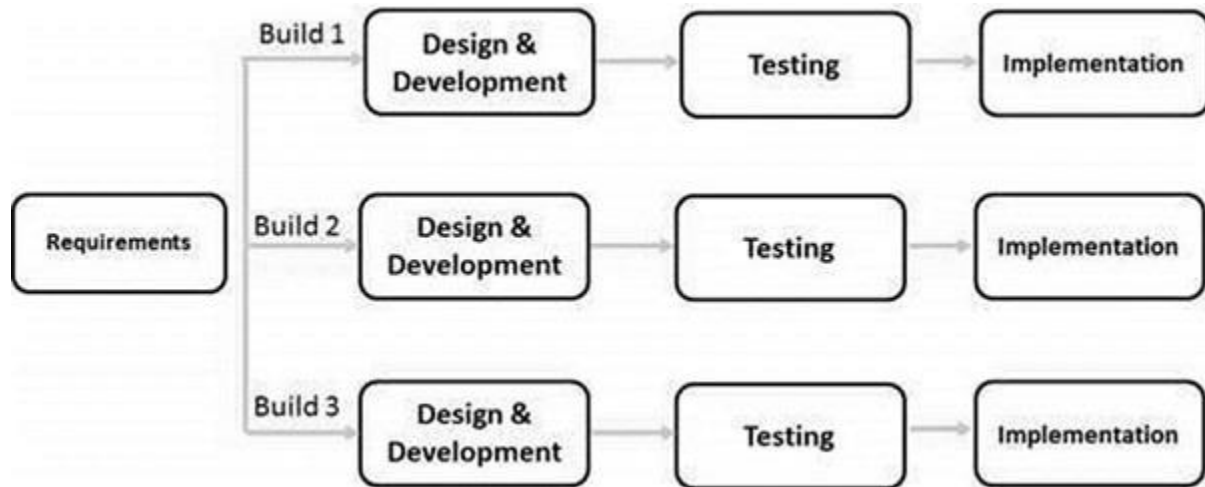 Build 1
Design &
Development
Testing
Implementation
Requirements
Build 2
Design &
Development
Testing
Implementation
Build 3
Design &
Development
Testing
Implementation